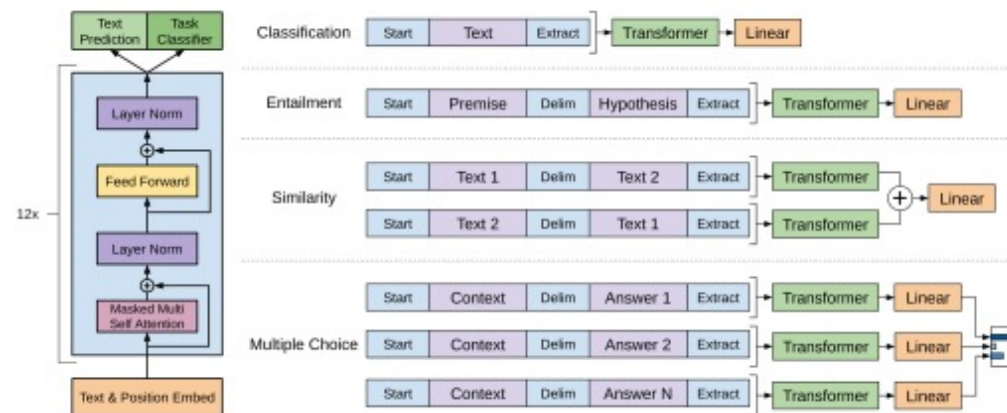 Text
Prediction
Task
Classifier
Layer Norm
Feed Forward
12x
Layer Norm
Masked Multi
Self Attention
Text & Position Embed
Classification Start Text Extract Transformer Linear
Entailment Start Premise Delim Hypothesis Extract Transformer Linear
Similarity
Start Text 1 Delim Text 2 Extract Transformer
Linear
Start Text 2 Delim Text 1 Extract Transformer
Multiple Choice
Start Context Delim Answer 1 Extract Transformer Linear
Start Context Delim Answer 2 Extract Transformer Linear
Start Context Delim Answer N Extract Transformer Linear